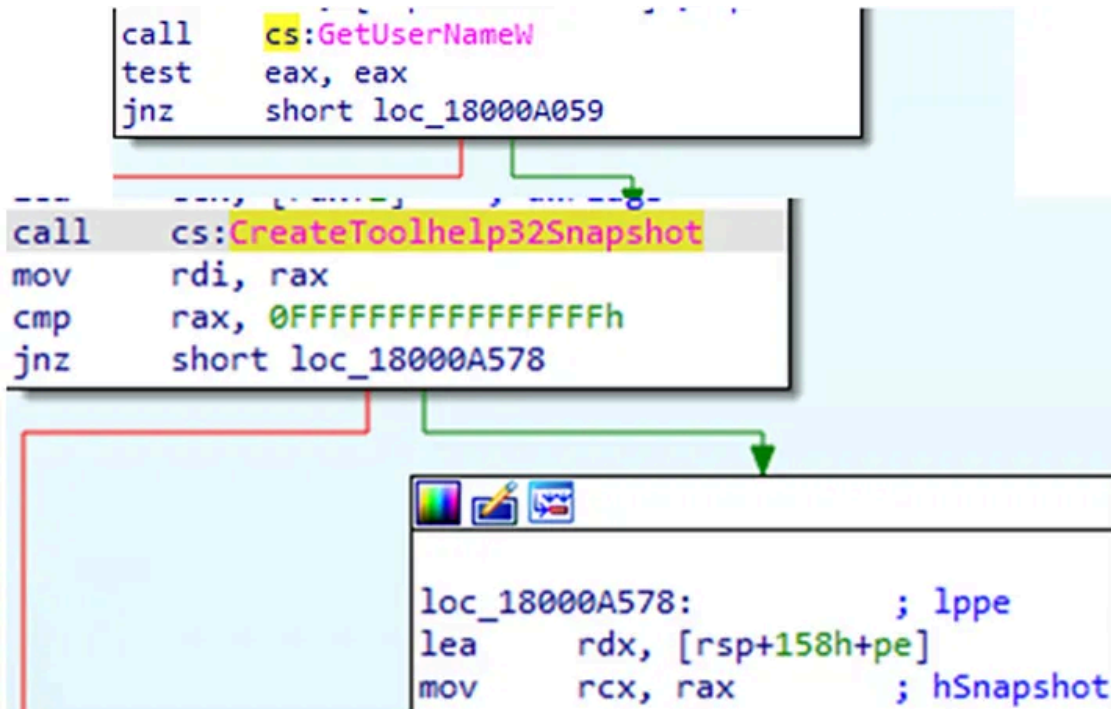 call cs:GetUserNameW
test eax, eax
jnz short loc_18000A059
call cs:CreateToolhelp32Snapshot
mov rdi, rax
cmp rax, 0FFFFFFFFFFFFFFFFh
jnz short loc_18000A578
loc_18000A578: ; lppe
lea rdx, [rsp+158h+pe]
mov rcx, rax ; hSnapshot